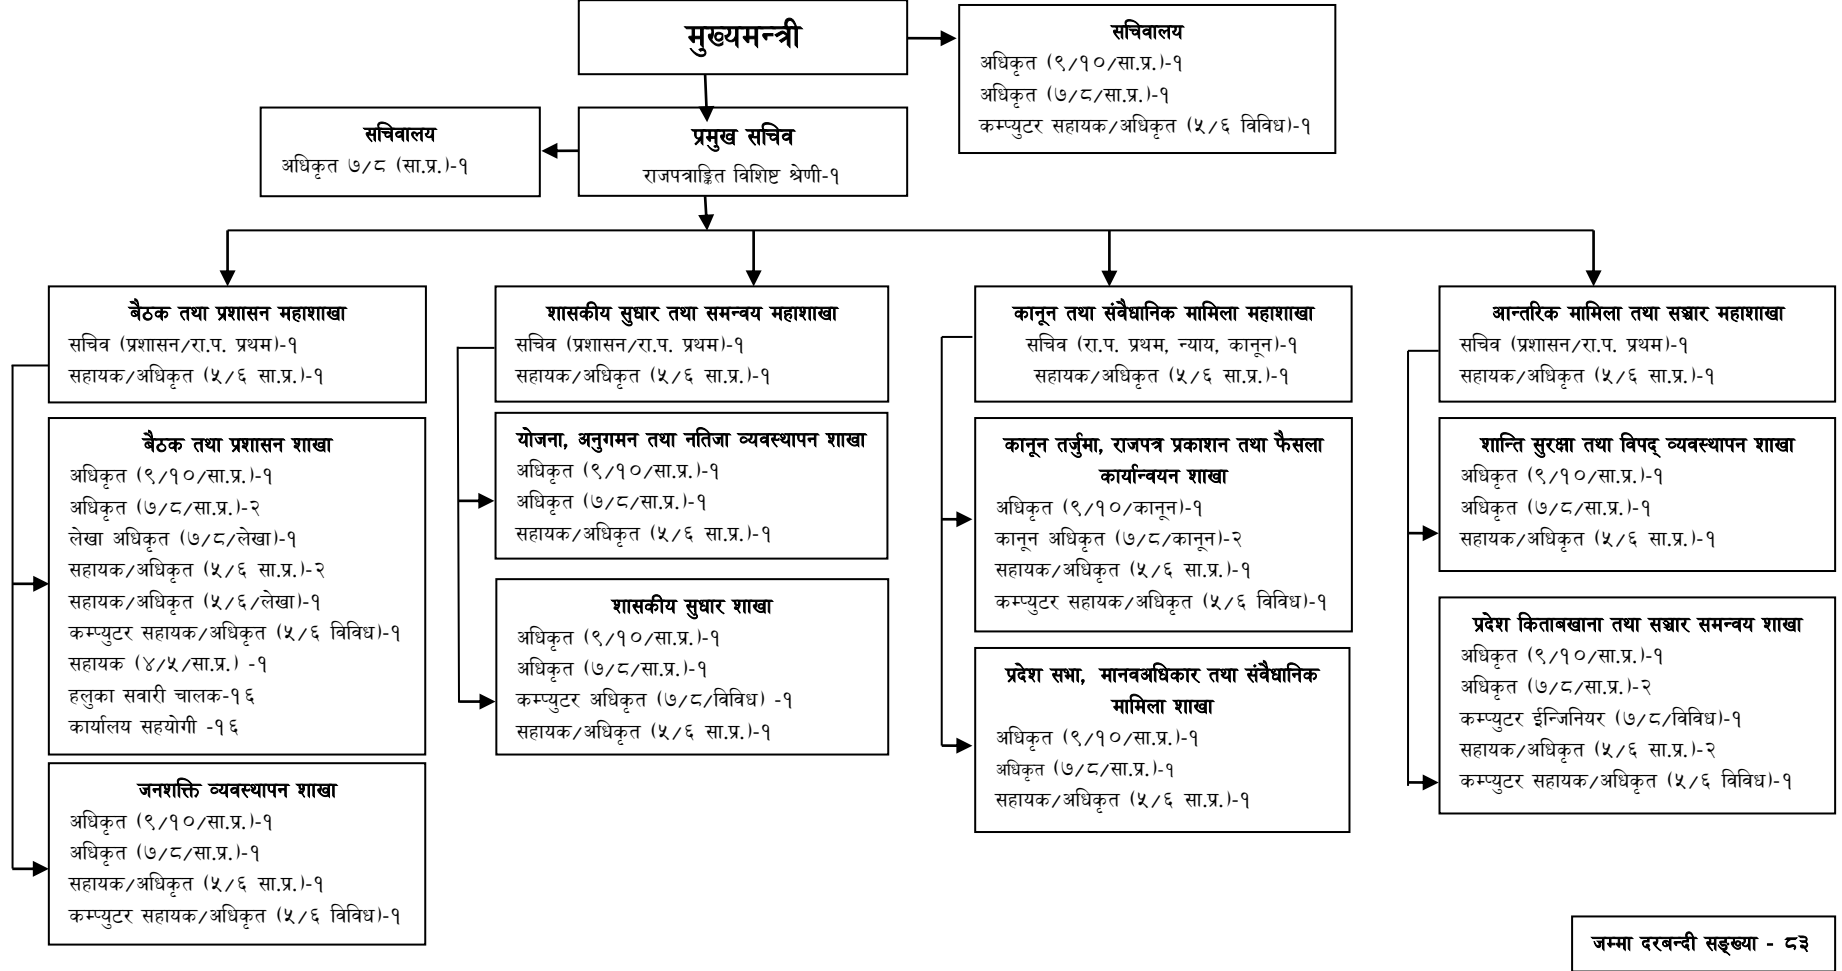 मुख्यमन्त्री
सचिवालय
अधिकृत (९/१०/सा.प्र.)-१
अधिकृत (७/८/सा.प्र.)-१
कम्प्युटर सहायक/अधिकृत (५/६ विविध)-१
सचिवालय
अधिकृत ७/८ (सा.प्र.)-१
प्रमुख सचिव
राजपत्राङ्कित विशिष्ट श्रेणी-१
बैठक तथा प्रशासन महाशाखा
सचिव (प्रशासन/रा.प. प्रथम)-१
सहायक/अधिकृत (५/६ सा.प्र.)-१
बैठक तथा प्रशासन शाखा
अधिकृत (९/१०/सा.प्र.)-१
अधिकृत (७/८/सा.प्र.)-२
लेखा अधिकृत (७/८/लेखा)-१
सहायक/अधिकृत (५/६ सा.प्र.)-२
सहायक/अधिकृत (५/६/लेखा)-१
कम्प्युटर सहायक/अधिकृत (५/६ विविध)-१
सहायक (४/५/सा.प्र.) -१
हलुका सवारी चालक-१६
कार्यालय सहयोगी -१६
जनशक्ति व्यवस्थापन शाखा
अधिकृत (९/१०/सा.प्र.)-१
अधिकृत (७/८/सा.प्र.)-१
सहायक/अधिकृत (५/६ सा.प्र.)-१
कम्प्युटर सहायक/अधिकृत (५/६ विविध)-१
शासकीय सुधार तथा समन्वय महाशाखा
सचिव (प्रशासन/रा.प. प्रथम)-१
सहायक/अधिकृत (५/६ सा.प्र.)-१
योजना, अनुगमन तथा नतिजा व्यवस्थापन शाखा
अधिकृत (९/१०/सा.प्र.)-१
अधिकृत (७/८/सा.प्र.)-१
सहायक/अधिकृत (५/६ सा.प्र.)-१
शासकीय सुधार शाखा
अधिकृत (९/१०/सा.प्र.)-१
अधिकृत (७/८/सा.प्र.)-१
कम्प्युटर अधिकृत (७/८/विविध) -१
सहायक/अधिकृत (५/६ सा.प्र.)-१
कानून तथा संवैधानिक मामिला महाशाखा
सचिव (रा.प. प्रथम, न्याय, कानून)-१
सहायक/अधिकृत (५/६ सा.प्र.)-१
कानून तर्जुमा, राजपत्र प्रकाशन तथा फैसला
कार्यान्वयन शाखा
अधिकृत (९/१०/कानून)-१
कानून अधिकृत (७/८/कानून)-२
सहायक/अधिकृत (५/६ सा.प्र.)-१
कम्प्युटर सहायक/अधिकृत (५/६ विविध)-१
प्रदेश सभा, मानवअधिकार तथा संवैधानिक
मामिला शाखा
अधिकृत (९/१०/सा.प्र.)-१
अधिकृत (७/८/सा.प्र.)-१
सहायक/अधिकृत (५/६ सा.प्र.)-१
आन्तरिक मामिला तथा सञ्चार महाशाखा
सचिव (प्रशासन/रा.प. प्रथम)-१
सहायक/अधिकृत (५/६ सा.प्र.)-१
शान्ति सुरक्षा तथा विपद् व्यवस्थापन शाखा
अधिकृत (९/१०/सा.प्र.)-१
अधिकृत (७/८/सा.प्र.)-१
सहायक/अधिकृत (५/६ सा.प्र.)-१
प्रदेश किताबखाना तथा सञ्चार समन्वय शाखा
अधिकृत (९/१०/सा.प्र.)-१
अधिकृत (७/८/सा.प्र.)-२
कम्प्युटर ईन्जिनियर (७/८/विविध)-१
सहायक/अधिकृत (५/६ सा.प्र.)-२
कम्प्युटर सहायक/अधिकृत (५/६ विविध)-१
जम्मा दरबन्दी सङ्ख्या - ८३